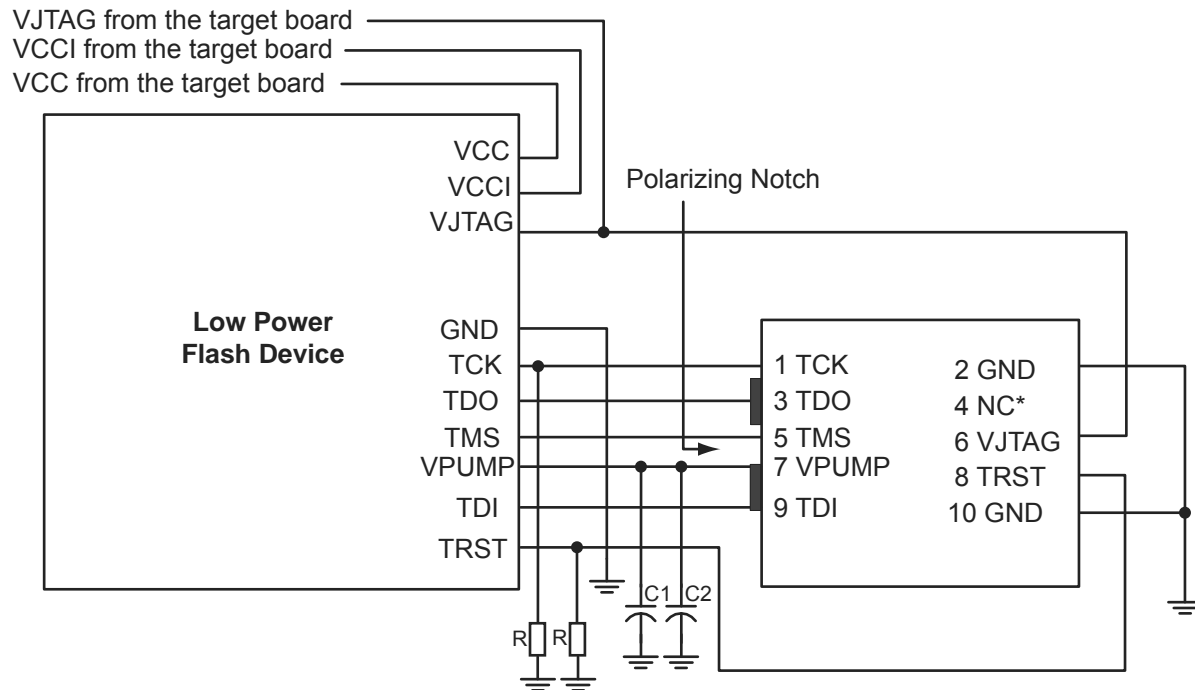 VJTAG from the target board
VCCI from the target board
VCC from the target board
VCC
VCCI
VJTAG
Polarizing Notch
Low Power
Flash Device
GND
TCK
TDO
TMS
VPUMP
TDI
TRST
1 TCK
3 TDO
5 TMS
7 VPUMP
9 TDI
2 GND
4 NC*
6 VJTAG
8 TRST
10 GND
C1
C2
R
R